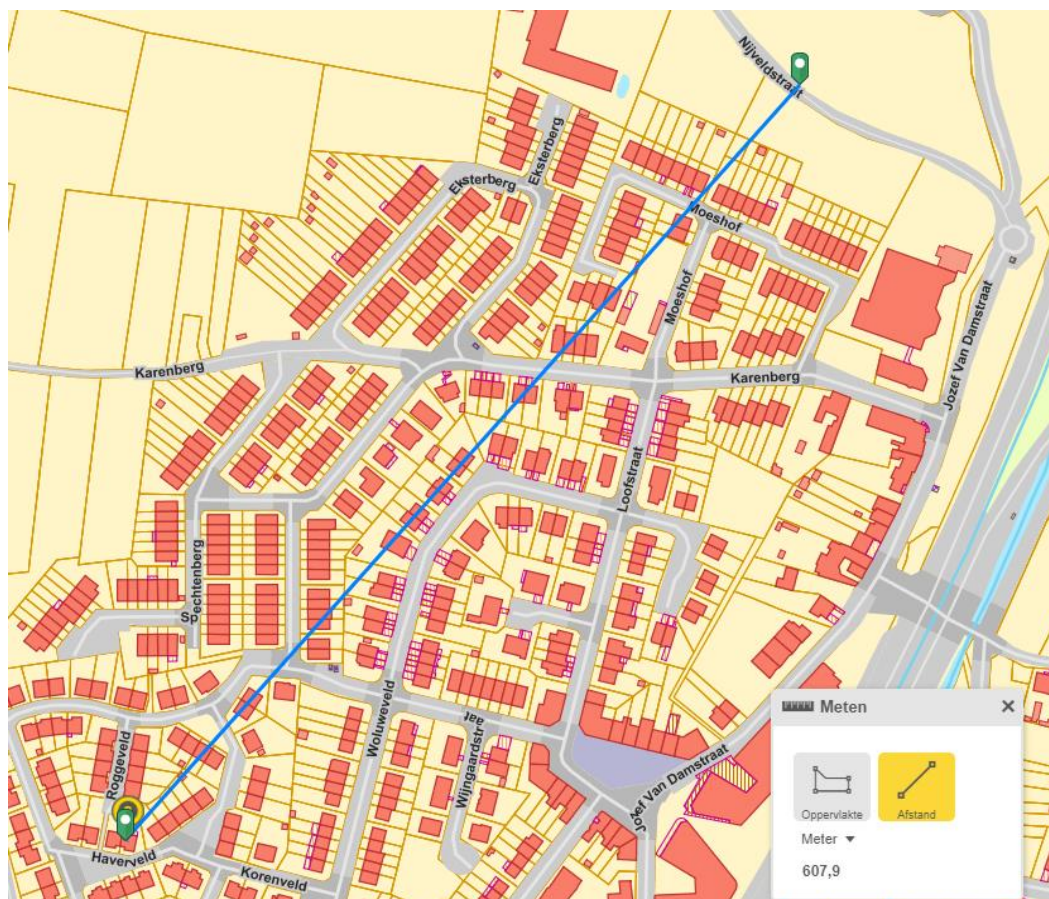 Nijveldstraat
Eksterberg
Eksterberg
Moeshof
Moeshof
Jozef Van Damstraat
Karenberg
Karenberg
Loofstraat
Spechtenberg
Woluweveld
Wijngaardstraat
Jozef Van Damstraat
Roggeveld
Haverveld
Korenveld
Meten
Oppervlakte
Afstand
Meter
607,9